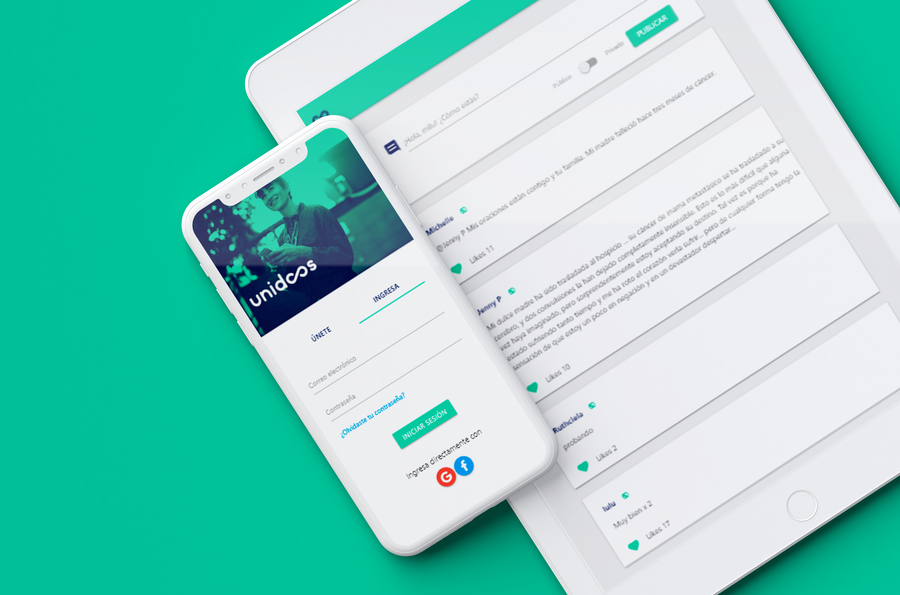 unidoos
ÚNETE
INGRESA
Correo electrónico
Contraseña
¿Olvidaste tu contraseña?
INICIAR SESIÓN
Ingresa directamente con
G f
¡Hola, milu!, ¿Cómo estás?
Público
Privado
PUBLICAR
Michelle
@Jenny P Mis oraciones están contigo y tu familia. Mi madre falleció hace tres meses de cáncer.
Likes 11
Jenny P
Mi dulce madre ha sido trasladada al hospicio ... su cáncer de mama metastásico se ha trasladado a su
cerebro, y dos convulsiones la han dejado completamente insensible. Esto es lo más difícil que alguna
vez haya imaginado, pero sorprendentemente estoy aceptando su destino. Tal vez es porque ha
estado sufriendo tanto tiempo y me ha roto el corazón verla sufrir... pero de cualquier forma tengo la
sensación de que estoy un poco en negación y en un devastador despertar...
Likes 10
Ruthciela
probando
Likes 2
lulu
Muy bien x 2
Likes 17